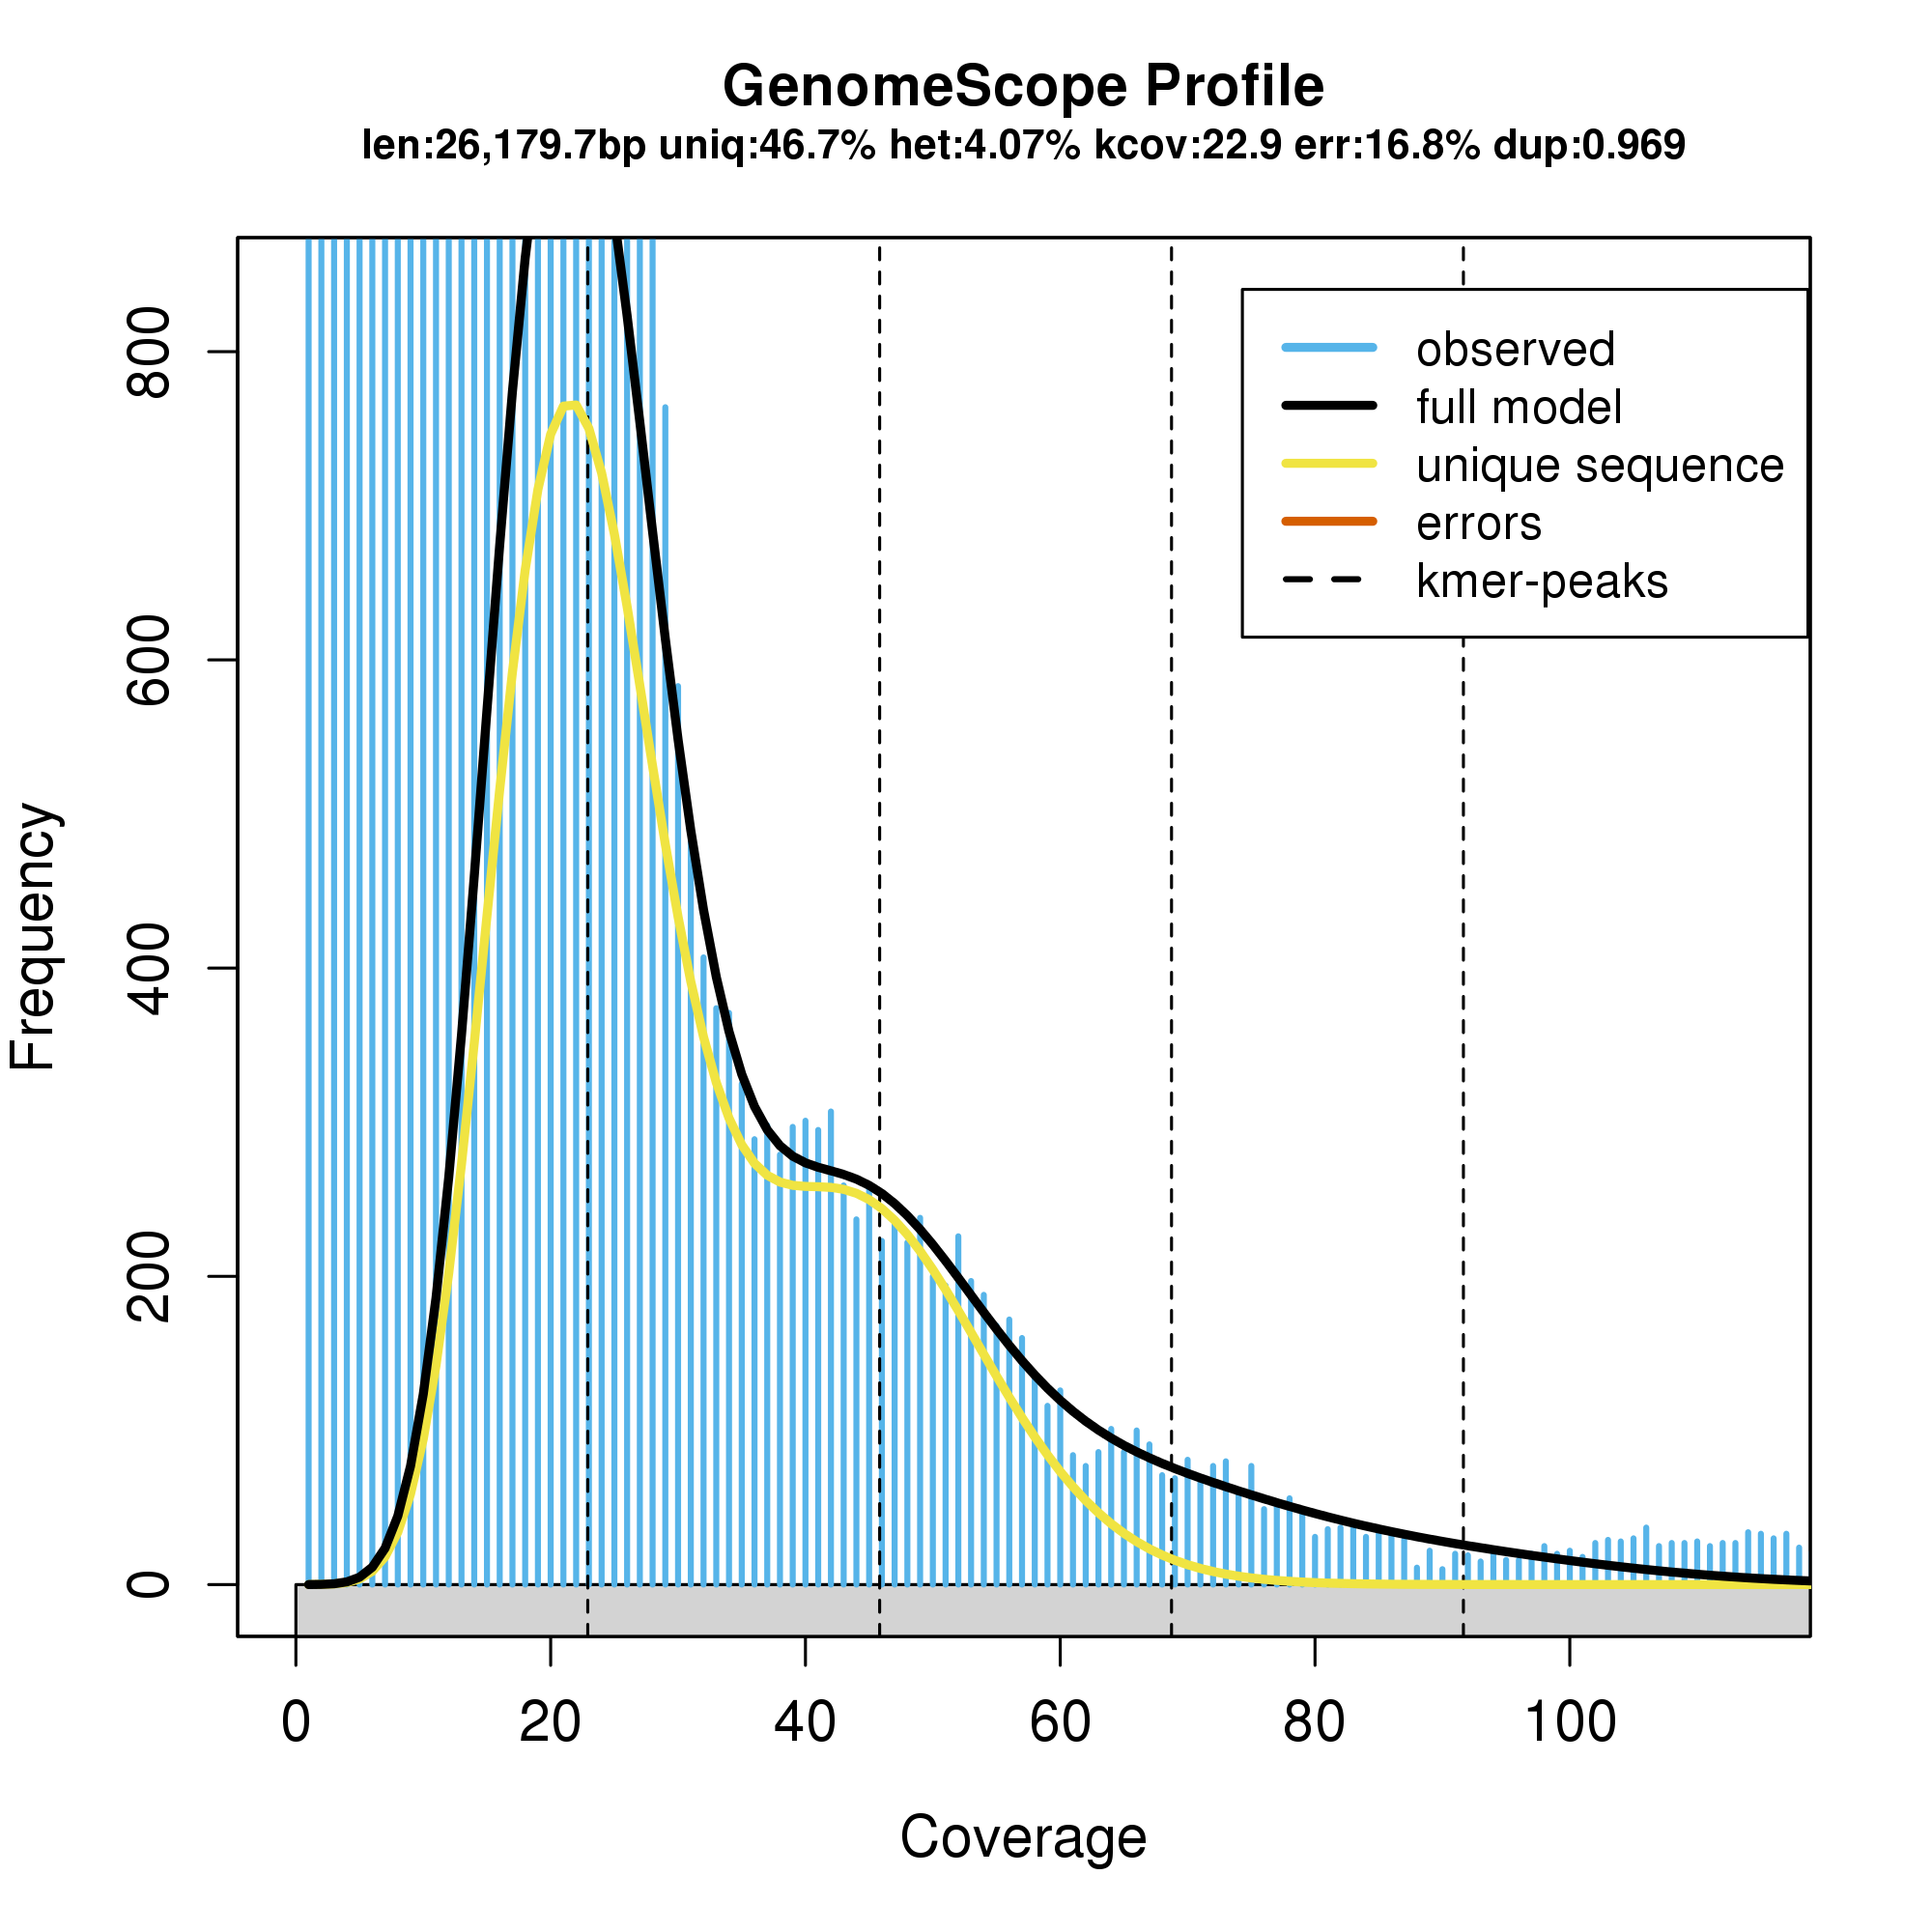 GenomeScope Profile
len:26,179.7bp uniq:46.7% het:4.07% kcov:22.9 err:16.8% dup:0.969
observed
full model
unique sequence
errors
kmer-peaks
800
600
400
200
0
Frequency
0 20 40 60 80 100
Coverage